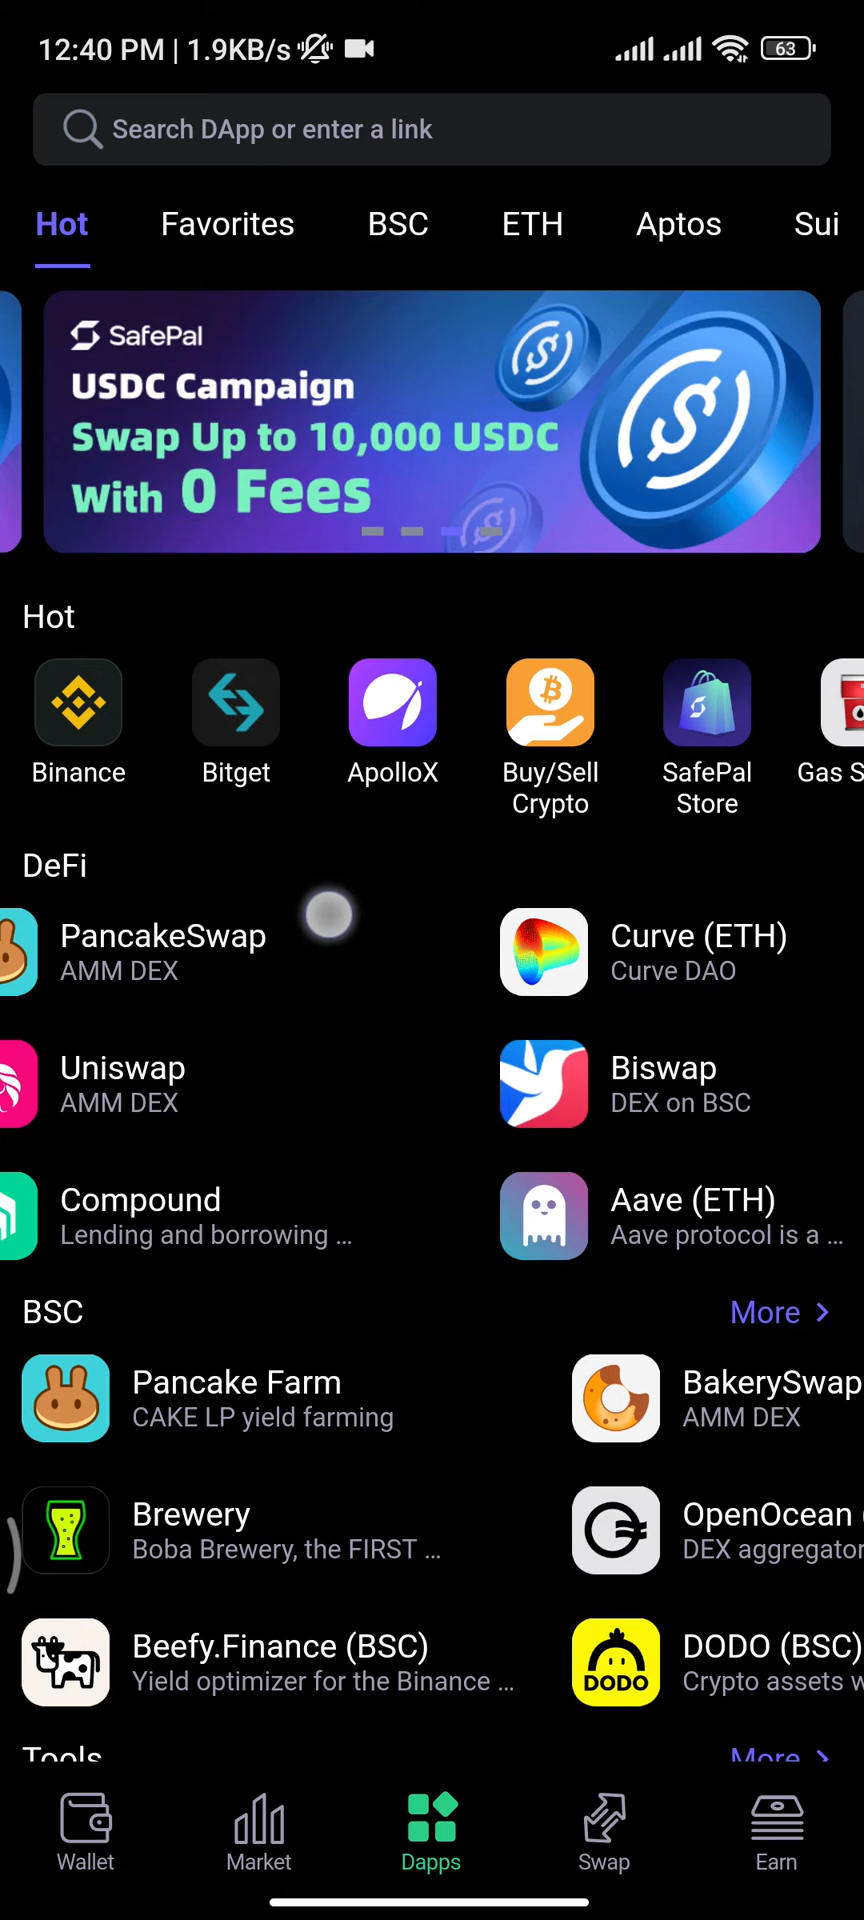 12:40 PM | 1.9KB/s
63
Search DApp or enter a link
Hot Favorites BSC ETH Aptos Sui
SafePal
USDC Campaign
Swap Up to 10,000 USDC
With 0 Fees
Hot
Binance Bitget ApolloX Buy/Sell Crypto SafePal Store Gas S
DeFi
PancakeSwap
AMM DEX
Curve (ETH)
Curve DAO
Uniswap
AMM DEX
Biswap
DEX on BSC
Compound
Lending and borrowing ...
Aave (ETH)
Aave protocol is a ...
BSC
More
Pancake Farm
CAKE LP yield farming
BakerySwap
AMM DEX
Brewery
Boba Brewery, the FIRST ...
OpenOcean
DEX aggregator
Beefy.Finance (BSC)
Yield optimizer for the Binance ...
DODO
DODO (BSC)
Crypto assets w
Tools
More
Wallet Market Dapps Swap Earn